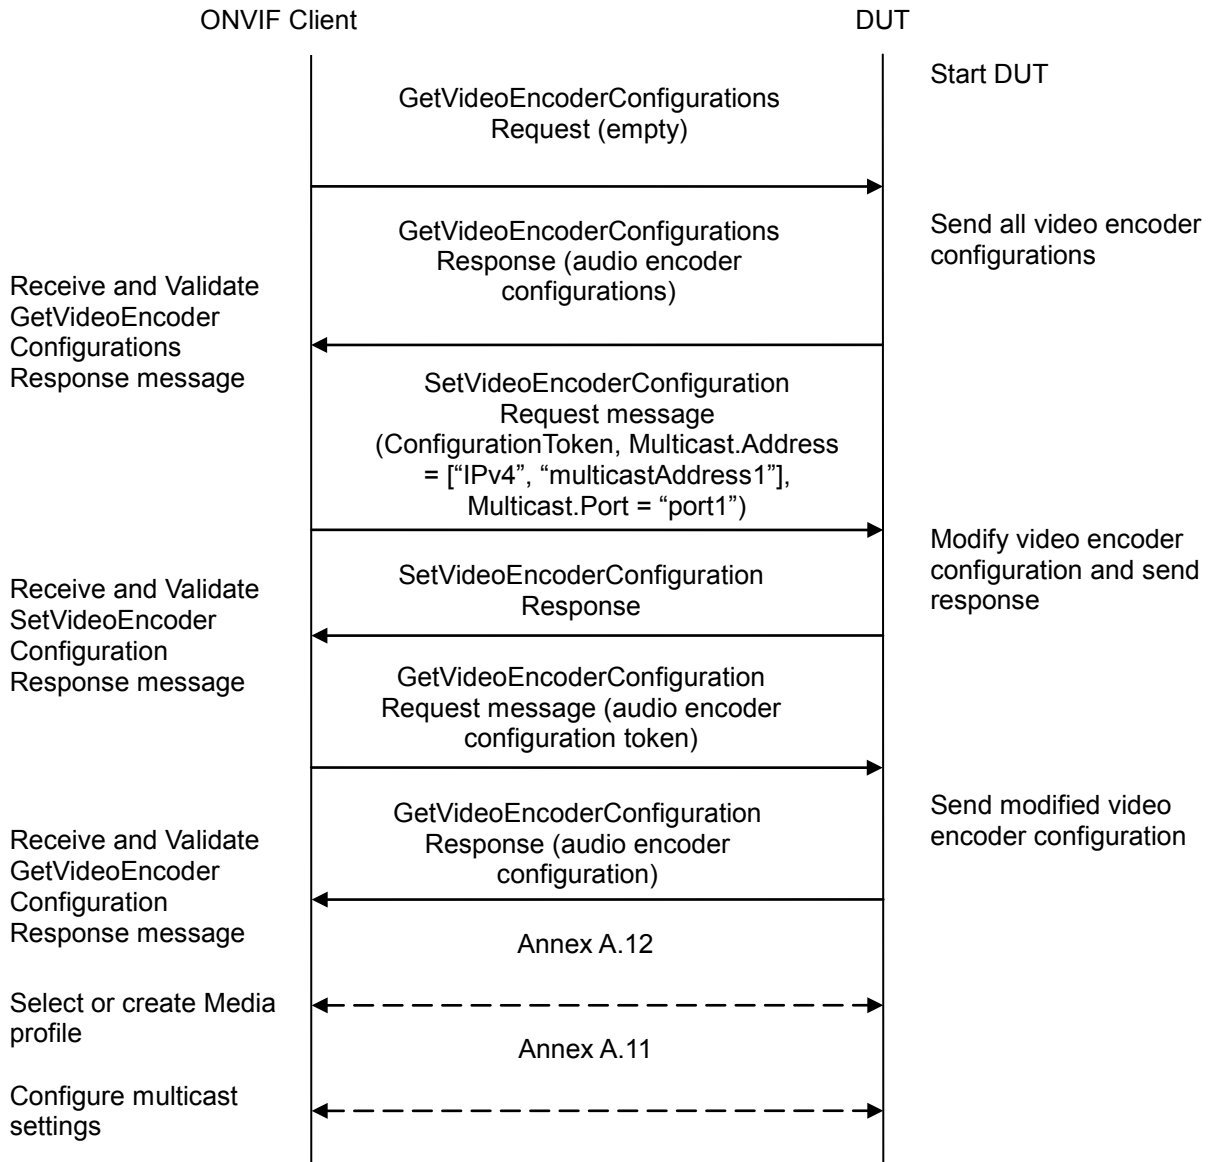 ONVIF Client
DUT
Start DUT
GetVideoEncoderConfigurations
Request (empty)
Send all video encoder
configurations
GetVideoEncoderConfigurations
Response (audio encoder
configurations)
Receive and Validate
GetVideoEncoder
Configurations
Response message
SetVideoEncoderConfiguration
Request message
(ConfigurationToken, Multicast.Address
= [“IPv4”, “multicastAddress1”],
Multicast.Port = “port1”)
Modify video encoder
configuration and send
response
SetVideoEncoderConfiguration
Response
Receive and Validate
SetVideoEncoder
Configuration
Response message
GetVideoEncoderConfiguration
Request message (audio encoder
configuration token)
Send modified video
encoder configuration
GetVideoEncoderConfiguration
Response (audio encoder
configuration)
Receive and Validate
GetVideoEncoder
Configuration
Response message
Annex A.12
Select or create Media
profile
Annex A.11
Configure multicast
settings